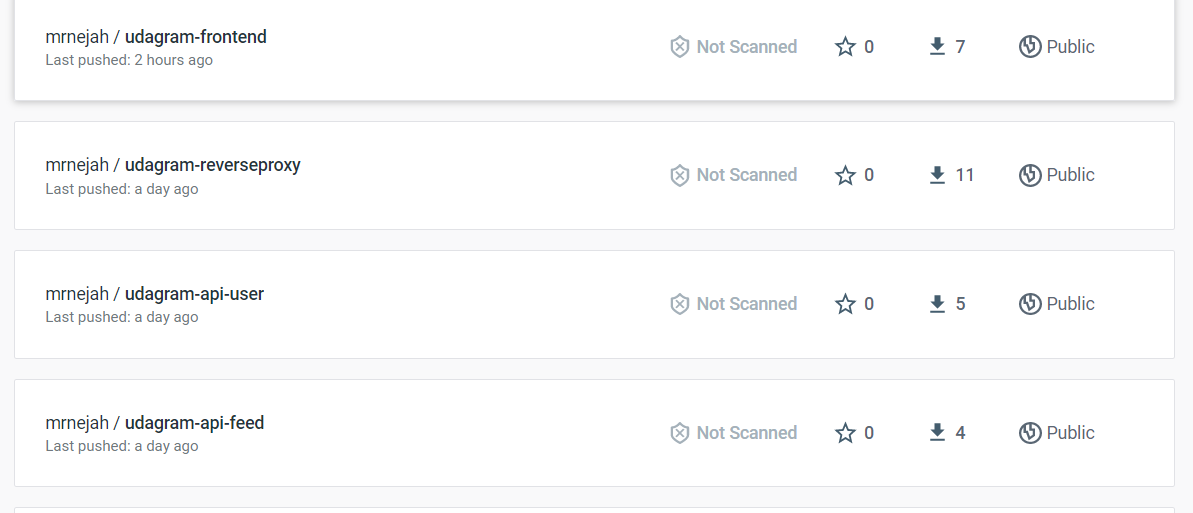 mrnejah / udagram-frontend
Last pushed: 2 hours ago
Not Scanned
0
7
Public
mrnejah / udagram-reverseproxy
Last pushed: a day ago
Not Scanned
0
11
Public
mrnejah / udagram-api-user
Last pushed: a day ago
Not Scanned
0
5
Public
mrnejah / udagram-api-feed
Last pushed: a day ago
Not Scanned
0
4
Public